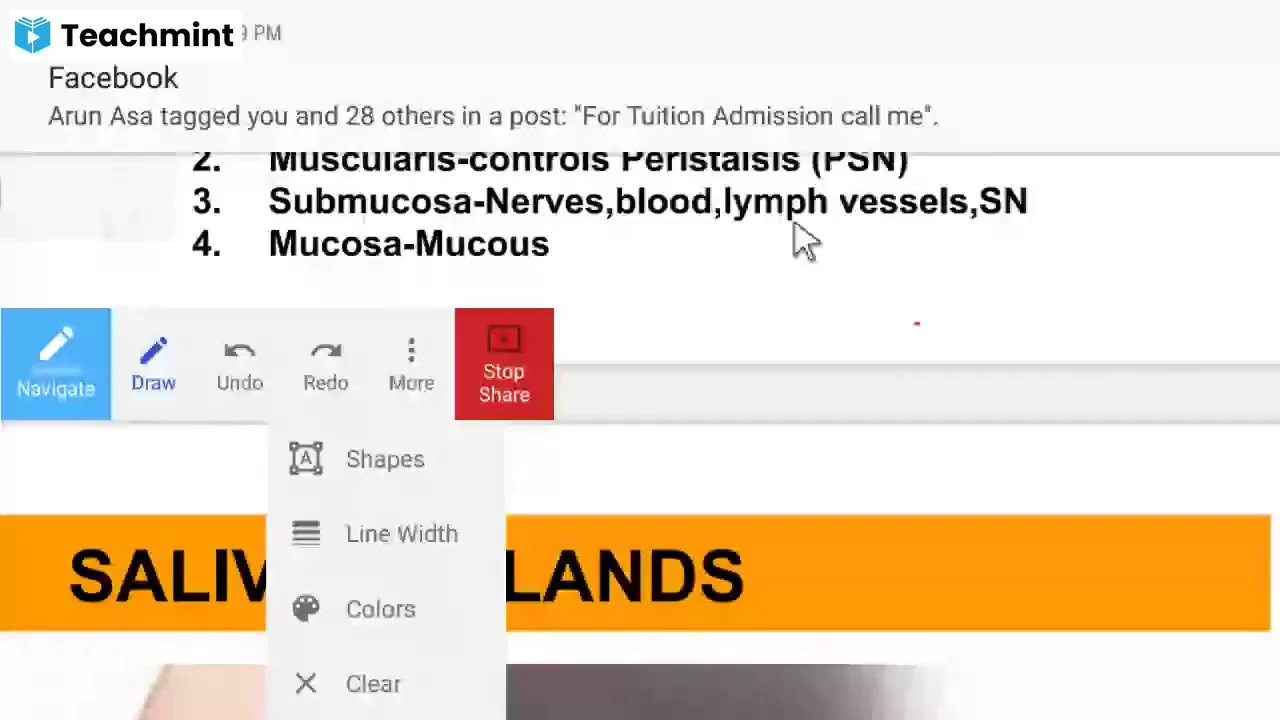 Teachmint 9 PM
Facebook
Arun Asa tagged you and 28 others in a post: "For Tuition Admission call me".
2. Muscularis-controls Peristalsis (PSN)
3. Submucosa-Nerves,blood,lymph vessels,SN
4. Mucosa-Mucous
Navigate Draw Undo Redo More Stop Share
Shapes
Line Width
SALIV LANDS
Colors
Clear